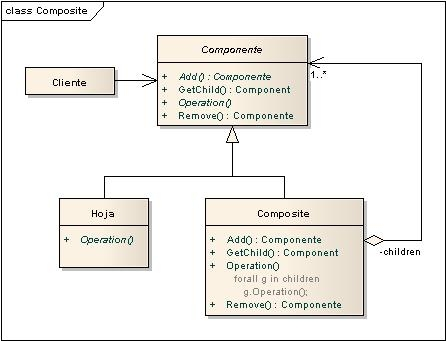 class Composite
Componente
+ Add() : Componente
+ GetChild() : Component
+ Operation()
+ Remove() : Componente
Cliente
1..*
Hoja
+ Operation()
Composite
+ Add() : Componente
+ GetChild() : Component
+ Operation()
forall g in children
g.Operation();
+ Remove() : Componente
-children